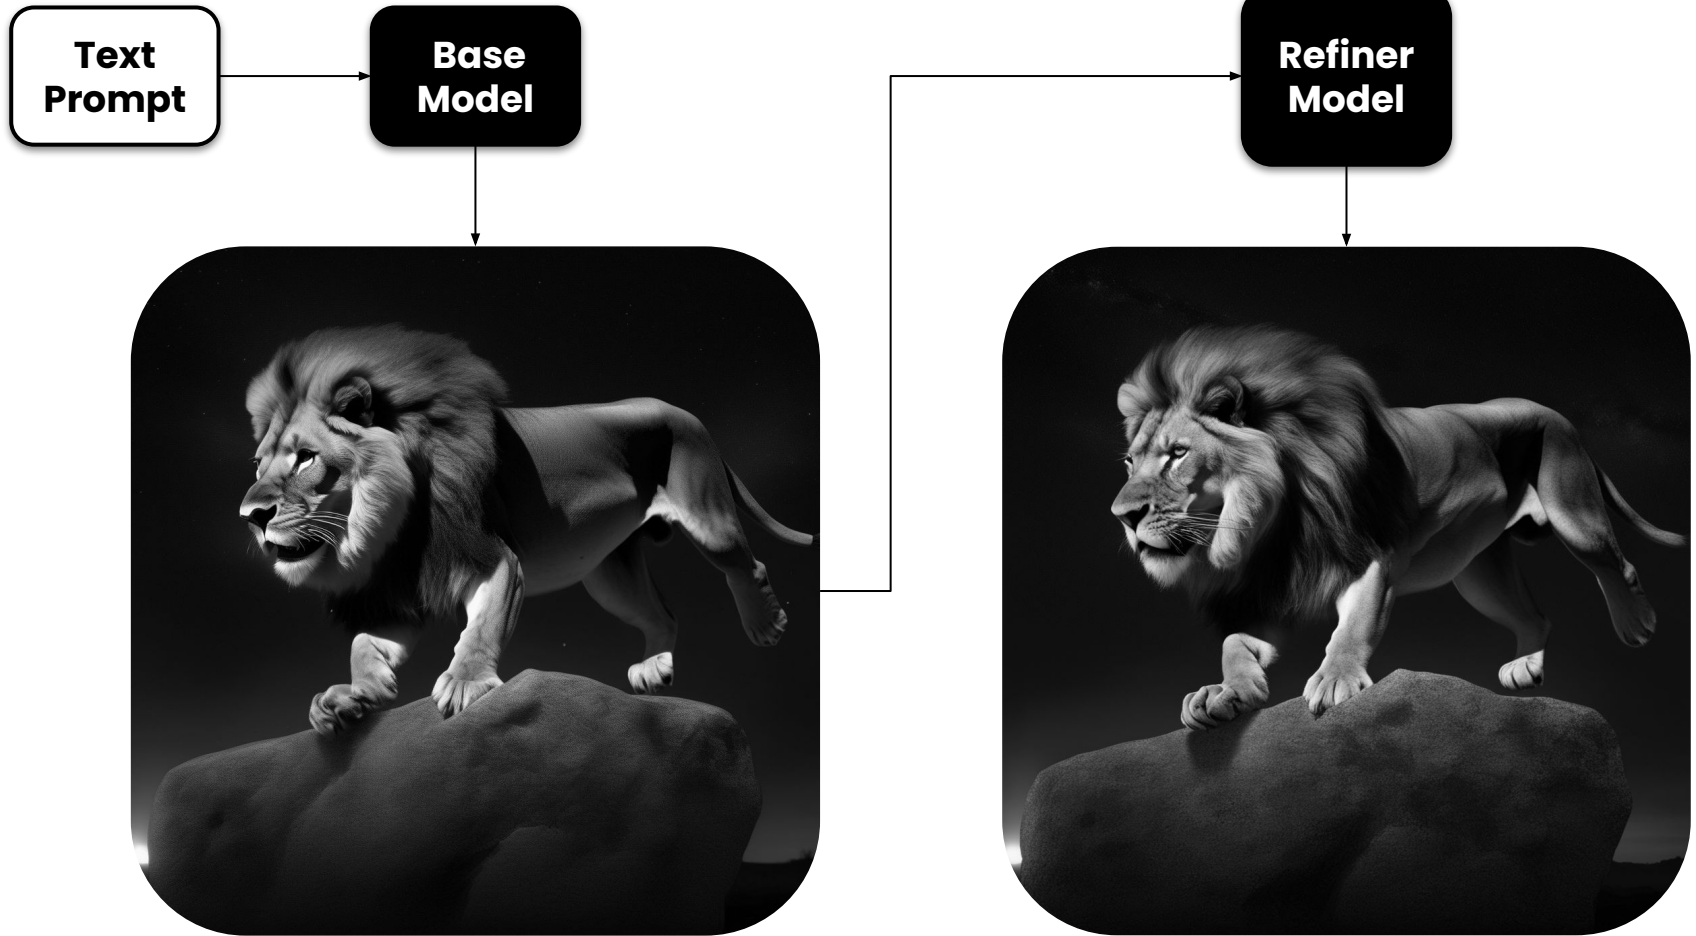 Text
Prompt
Base
Model
Refiner
Model